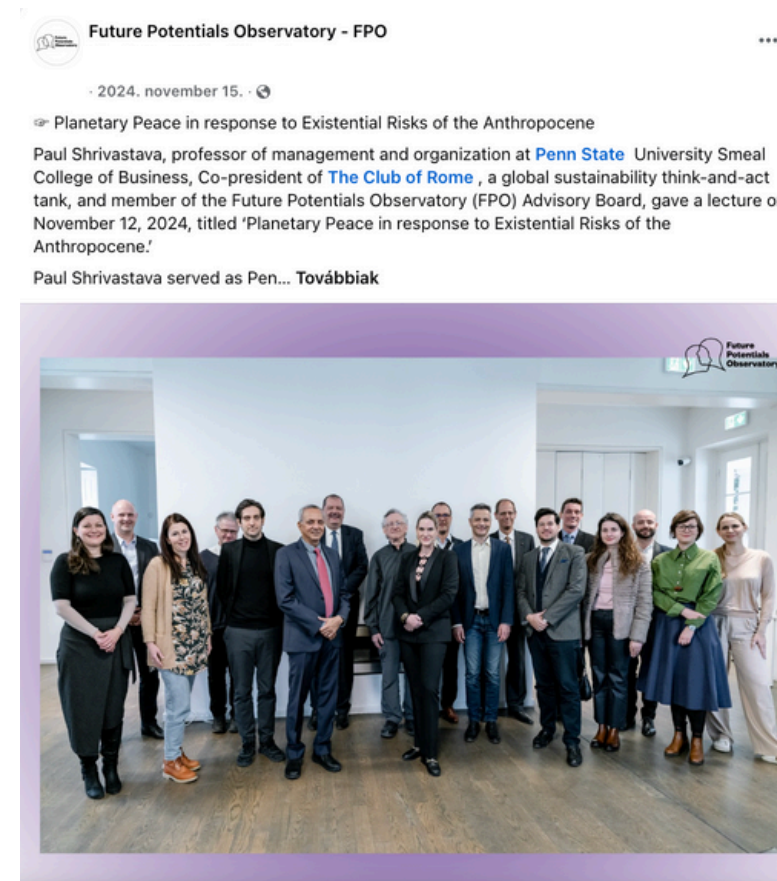 Future Potentials Observatory - FPO
· 2024. november 15. ·
☞ Planetary Peace in response to Existential Risks of the Anthropocene
Paul Shrivastava, professor of management and organization at Penn State University Smeal
College of Business, Co-president of The Club of Rome , a global sustainability think-and-act
tank, and member of the Future Potentials Observatory (FPO) Advisory Board, gave a lecture o
November 12, 2024, titled ‘Planetary Peace in response to Existential Risks of the
Anthropocene.’
Paul Shrivastava served as Pen... Továbbiak
Future
Potentials
Observatory